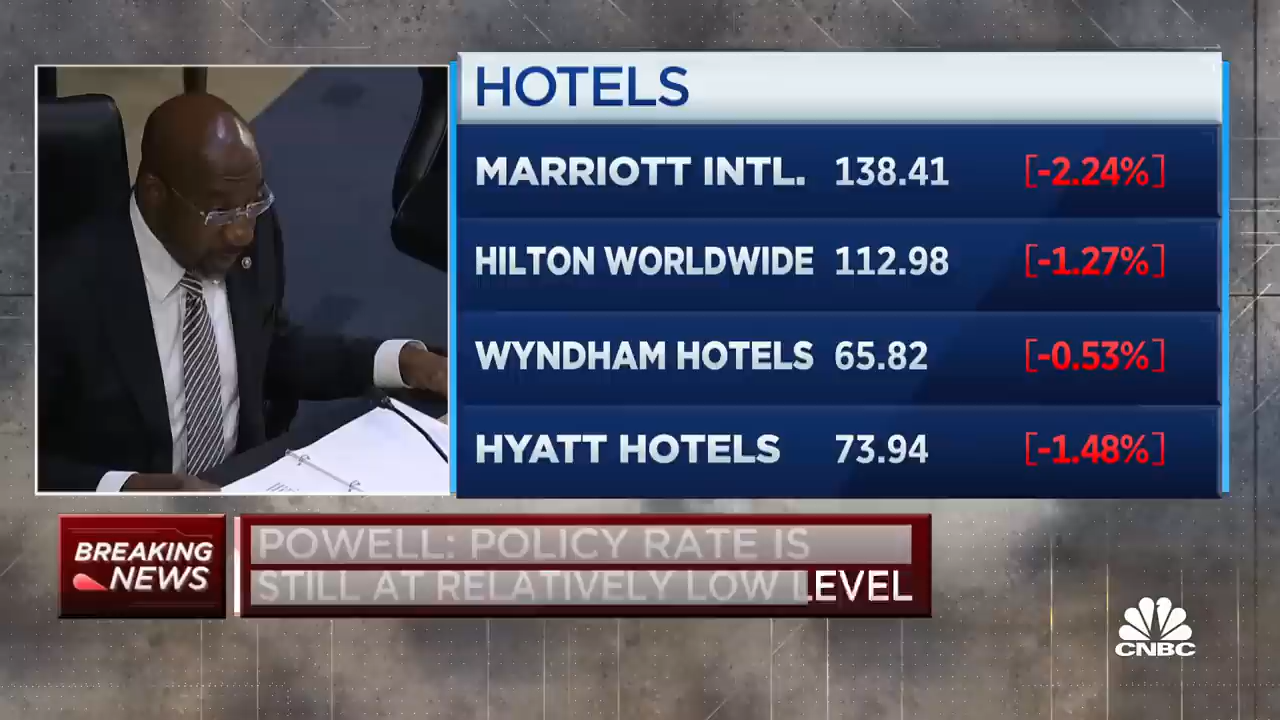 HOTELS
MARRIOTT INTL. 138.41 [-2.24%]
HILTON WORLDWIDE 112.98 [-1.27%]
WYNDHAM HOTELS 65.82 [-0.53%]
HYATT HOTELS 73.94 [-1.48%]
BREAKING
NEWS
POWELL: POLICY RATE IS
STILL AT RELATIVELY LOW LEVEL
CNBC